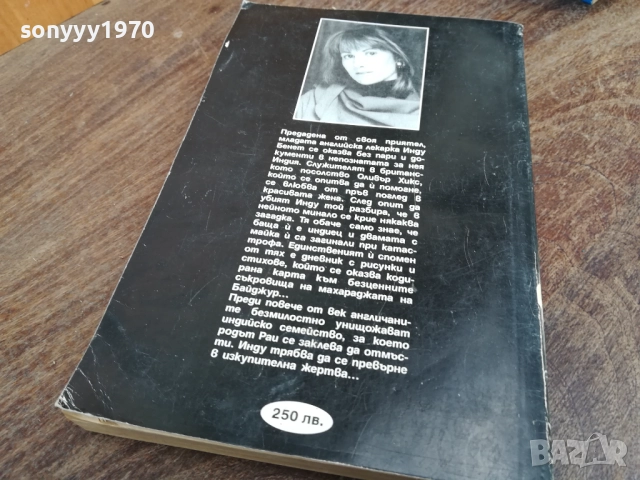 sonyyy1970
Предадена от своя приятел,
младата английска лекарка Инду
Бенет се оказва без пари и до-
кументи в непознатата за нея
Индия. Служителят в британс-
кото посолство Оливър Хикс,
който се опитва да ѝ помогне,
се влюбва от пръв поглед в
красивата жена. След опит да
убият Инду той разбира, че в
нейното минало се крие някаква
загадка. Тя обаче само знае, че
баща ѝ е индиец и двамата с
майка ѝ са загинали при катас-
трофа. Единственият ѝ спомен
от тях е дневник с рисунки и
стихове, който се оказва коди-
рана карта към безценните
съкровища на махараджата на
Байджур...
Преди повече от век англичани-
те безмилостно унищожават
индийско семейство, за което
родът Раи се заклева да отмъс-
ти. Инду трябва да се превърне
в изкупителна жертва...
250 лв.
BAZAR